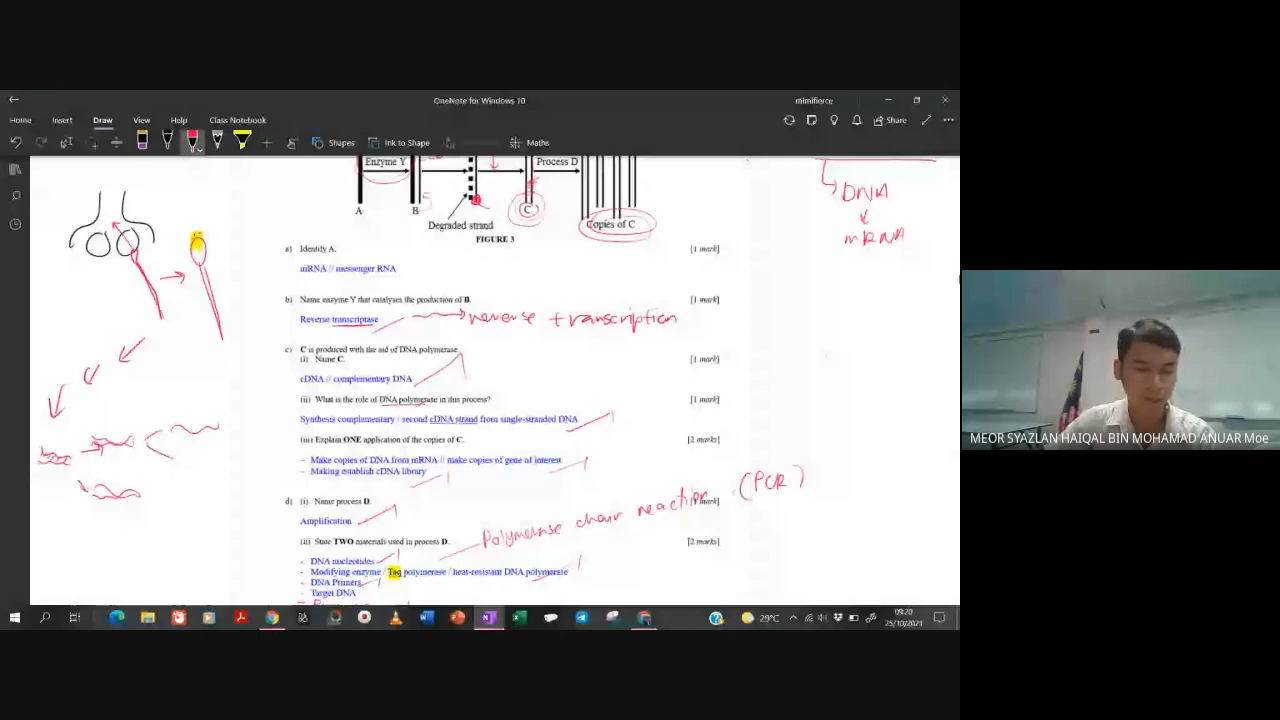 OneNote for Windows 10
mimifierce
Home Insert Draw View Help Class Notebook
Share
Shapes Ink to Shape Maths
Enzyme Y
Process D
A
B
C
Copies of C
Degraded strand
FIGURE 3
DNA
mRNA
a) Identify A. [1 mark]
mRNA // messenger RNA
b) Name enzyme Y that catalyses the production of B. [1 mark]
Reverse transcriptase
reverse + transcription
c) C is produced with the aid of DNA polymerase
(i) Name C. [1 mark]
cDNA // complementary DNA
(ii) What is the role of DNA polymerase in this process? [1 mark]
Synthesis complementary / second cDNA strand from single-stranded DNA
(iii) Explain ONE application of the copies of C. [2 marks]
- Make copies of DNA from mRNA // make copies of gene of interest
- Making establish cDNA library
d) (i) Name process D. mark]
Amplification
Polymerase chair reaction (PCR)
(ii) State TWO materials used in process D. [2 marks]
- DNA nucleotides
- Modifying enzyme / Taq polymerase / heat-resistant DNA polymerase
- DNA Primers
- Target DNA
MEOR SYAZLAN HAIQAL BIN MOHAMAD ANUAR Moe
29°C
09:20
25/10/2021